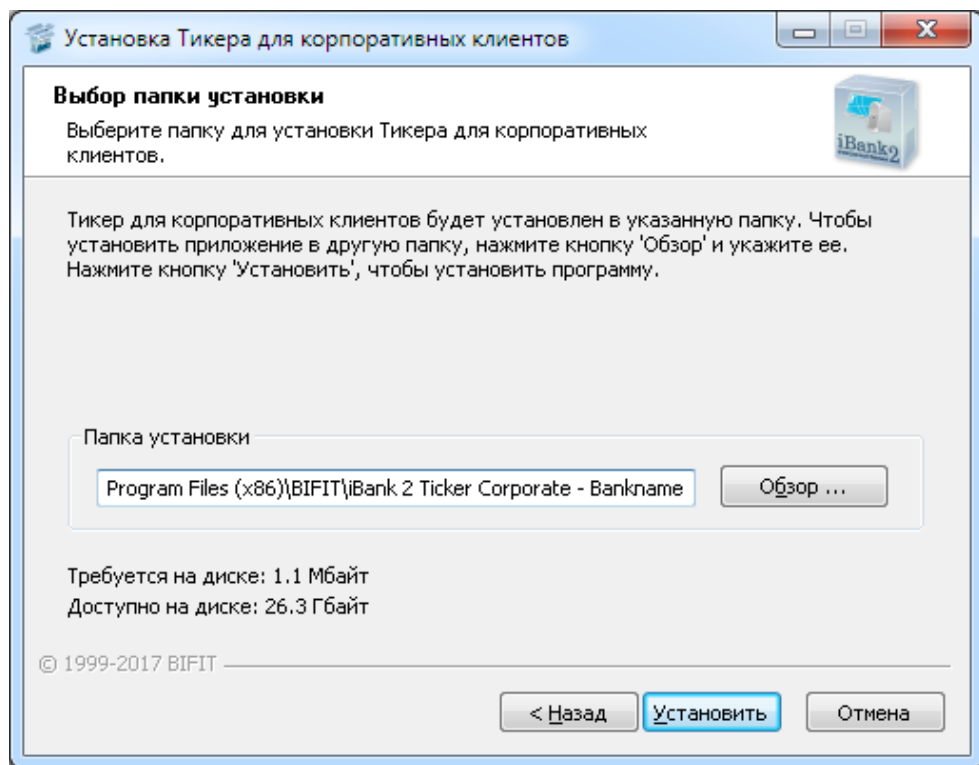 Установка Тикера для корпоративных клиентов
Выбор папки установки
Выберите папку для установки Тикера для корпоративных
клиентов.
iBank2
Тикер для корпоративных клиентов будет установлен в указанную папку. Чтобы
установить приложение в другую папку, нажмите кнопку 'Обзор' и укажите ее.
Нажмите кнопку 'Установить', чтобы установить программу.
Папка установки
Program Files (x86)\BIFIT\iBank 2 Ticker Corporate - Bankname
Обзор ...
Требуется на диске: 1.1 Мбайт
Доступно на диске: 26.3 Гбайт
© 1999-2017 BIFIT
< Назад
Установить
Отмена